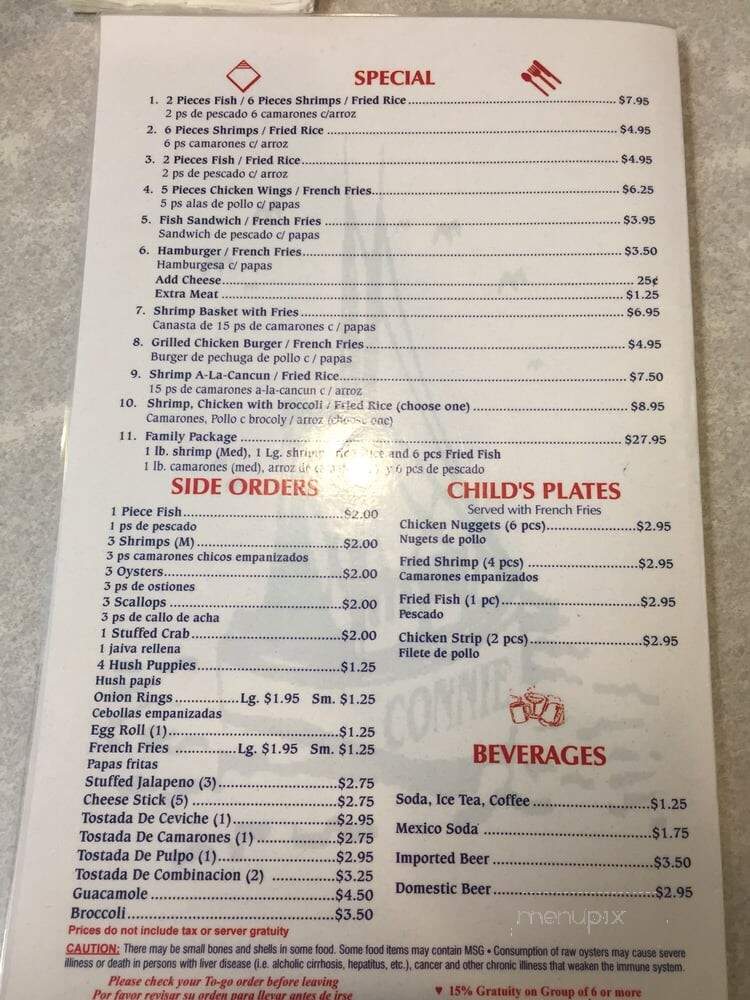 SPECIAL
1. 2 Pieces Fish / 6 Pieces Shrimps / Fried Rice ........ $7.95
2 ps de pescado 6 camarones c/arroz
2. 6 Pieces Shrimps / Fried Rice ........ $4.95
6 ps camarones c/ arroz
3. 2 Pieces Fish / Fried Rice ........ $4.95
2 ps de pescado c/ arroz
4. 5 Pieces Chicken Wings / French Fries ........ $6.25
5 ps alas de pollo c/ papas
5. Fish Sandwich / French Fries ........ $3.95
Sandwich de pescado c/ papas
6. Hamburger / French Fries ........ $3.50
Hamburgesa c/ papas
Add Cheese ........ 25¢
Extra Meat ........ $1.25
7. Shrimp Basket with Fries ........ $6.95
Canasta de 15 ps de camarones c / papas
8. Grilled Chicken Burger / French Fries ........ $4.95
Burger de pechuga de pollo c / papas
9. Shrimp A-La-Cancun / Fried Rice ........ $7.50
15 ps de camarones a-la-cancun c / arroz
10. Shrimp, Chicken with broccoli / Fried Rice (choose one) ........ $8.95
Camarones, Pollo c brocoly / arroz (choose one)
11. Family Package ........ $27.95
1 lb. shrimp (Med), 1 Lg. shrimp and 6 pcs Fried Fish
1 lb. camarones (med), arroz de y 6 pcs de pescado
SIDE ORDERS
1 Piece Fish ........ $2.00
1 ps de pescado
3 Shrimps (M) ........ $2.00
3 ps camarones chicos empanizados
3 Oysters ........ $2.00
3 ps de ostiones
3 Scallops ........ $2.00
3 ps de callo de acha
1 Stuffed Crab ........ $2.00
1 jaiva rellena
4 Hush Puppies ........ $1.25
Hush papis
Onion Rings ........ Lg. $1.95 Sm. $1.25
Cebollas empanizadas
Egg Roll (1) ........ $1.25
French Fries ........ Lg. $1.95 Sm. $1.25
Papas fritas
Stuffed Jalapeno (3) ........ $2.75
Cheese Stick (5) ........ $2.75
Tostada De Ceviche (1) ........ $2.95
Tostada De Camarones (1) ........ $2.75
Tostada De Pulpo (1) ........ $2.95
Tostada De Combinacion (2) ........ $3.25
Guacamole ........ $4.50
Broccoli ........ $3.50
CHILD'S PLATES
Served with French Fries
Chicken Nuggets (6 pcs) ........ $2.95
Nugets de pollo
Fried Shrimp (4 pcs) ........ $2.95
Camarones empanizados
Fried Fish (1 pc) ........ $2.95
Pescado
Chicken Strip (2 pcs) ........ $2.95
Filete de pollo
CONNIE
BEVERAGES
Soda, Ice Tea, Coffee ........ $1.25
Mexico Soda ........ $1.75
Imported Beer ........ $3.50
Domestic Beer ........ $2.95
menupix
Prices do not include tax or server gratuity
CAUTION: There may be small bones and shells in some food. Some food items may contain MSG • Consumption of raw oysters may cause severe
illiness or death in persons with liver disease (i.e. alcholic cirrhosis, hepatitus, etc.), cancer and other chronic illiness that weaken the immune system.
Please check your To-go order before leaving
Por favor revisar su orden para llevar antes de irse
♥ 15% Gratuity on Group of 6 or more